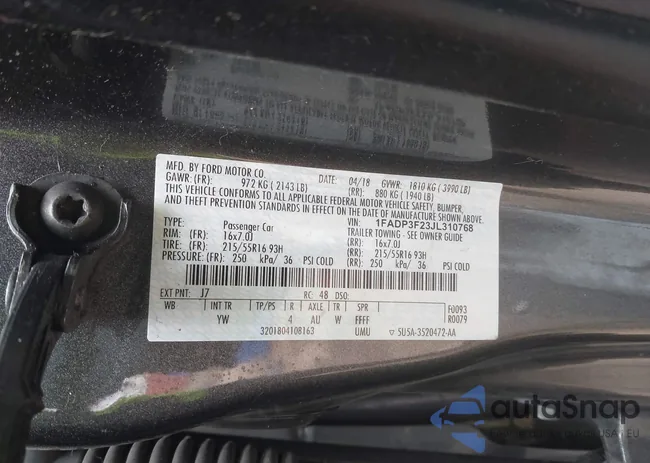 MFD. BY FORD MOTOR CO.
DATE: 04/18 GVWR: 1810 KG ( 3990 LB)
GAWR: (FR): 972 KG ( 2143 LB) (RR): 880 KG ( 1940 LB)
THIS VEHICLE CONFORMS TO ALL APPLICABLE FEDERAL MOTOR VEHICLE SAFETY, BUMPER,
AND THEFT PREVENTION STANDARDS IN EFFECT ON THE DATE OF MANUFACTURE SHOWN ABOVE.
VIN: 1FADP3F23JL310768
TYPE: Passenger Car TRAILER TOWING - SEE OWNER GUIDE
RIM: (FR): 16x7.0J (RR): 16x7.0J
TIRE: (FR): 215/55R16 93H (RR): 215/55R16 93H
PRESSURE: (FR): 250 kPa/ 36 PSI COLD (RR): 250 kPa/ 36 PSI COLD
EXT PNT: J7 RC: 48 DSO:
WB INT TR TP/PS R AXLE TR SPR F0093
YW 4 AU W FFFF R0079
3201804108163 UMU ▽ 5U5A-3520472-AA
autoSnap